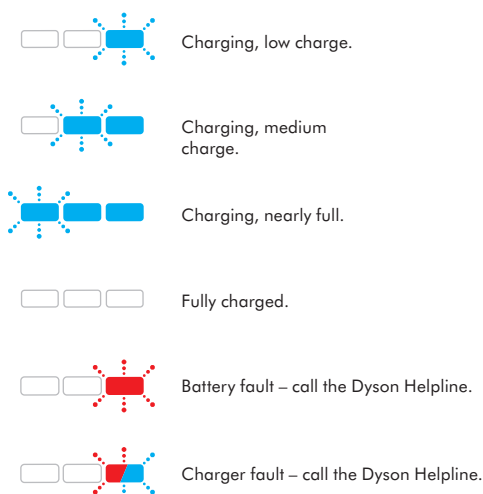 Charging, low charge.
Charging, medium
charge.
Charging, nearly full.
Fully charged.
Battery fault – call the Dyson Helpline.
Charger fault – call the Dyson Helpline.